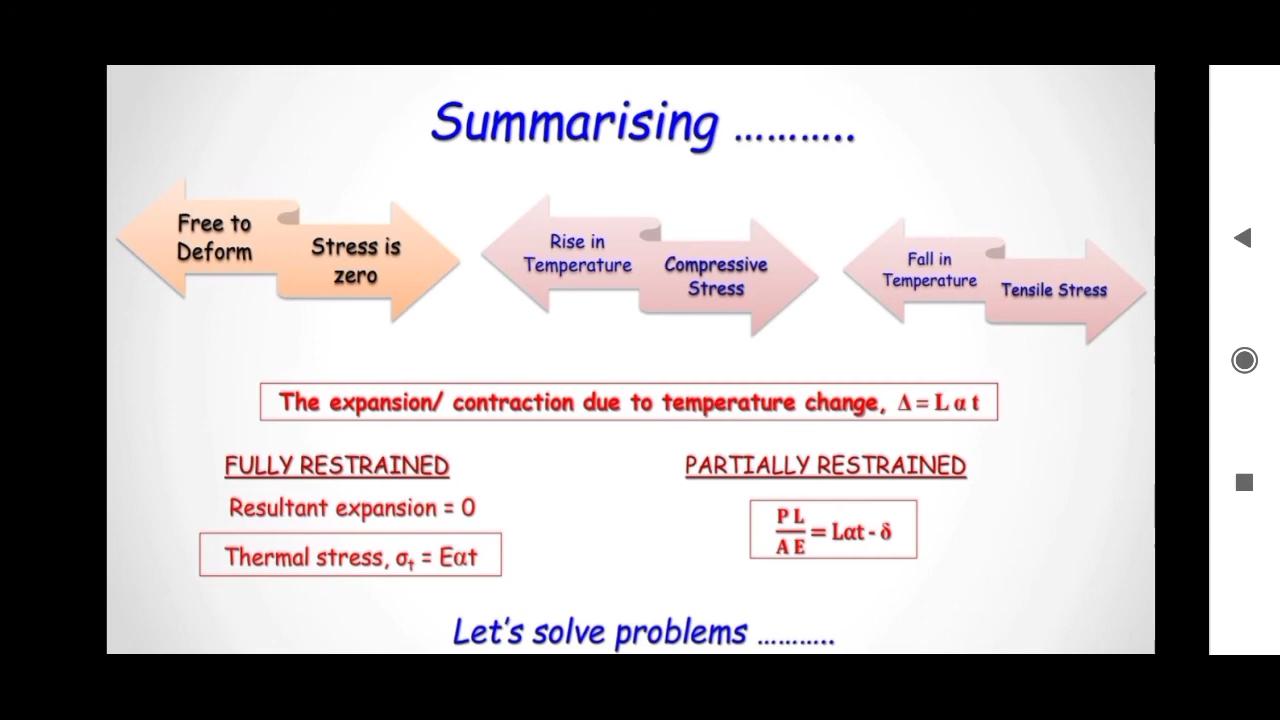 Summarising ………..
Free to
Deform
Stress is
zero
Rise in
Temperature
Compressive
Stress
Fall in
Temperature
Tensile Stress
The expansion/ contraction due to temperature change, Δ = L α t
FULLY RESTRAINED
Resultant expansion = 0
Thermal stress, σₜ = Eαt
PARTIALLY RESTRAINED
P L
A E
= Lαt - δ
Let's solve problems ………..